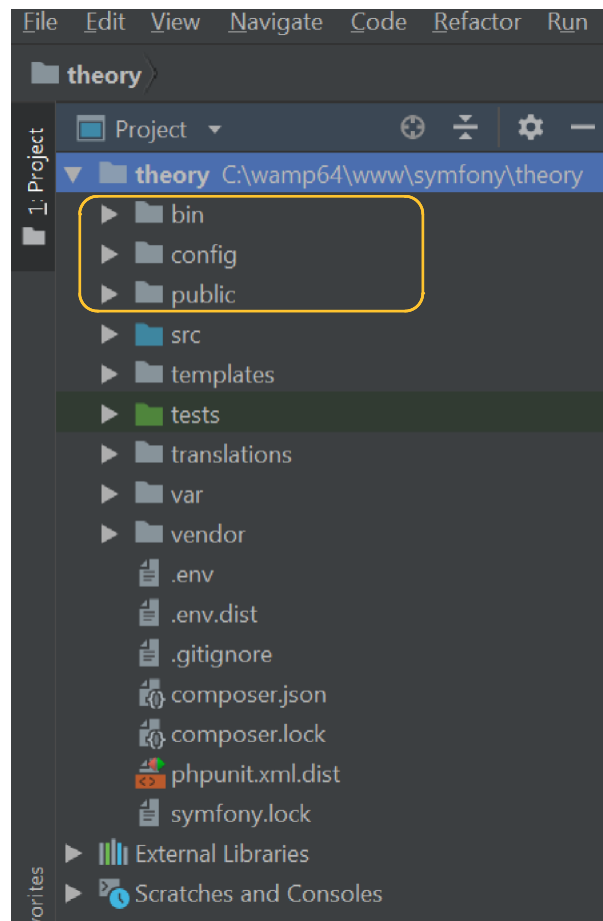 File Edit View Navigate Code Refactor Run
theory
Project
1: Project
theory C:\wamp64\www\symfony\theory
bin
config
public
src
templates
tests
translations
var
vendor
.env
.env.dist
.gitignore
composer.json
composer.lock
phpunit.xml.dist
symfony.lock
External Libraries
Scratches and Consoles